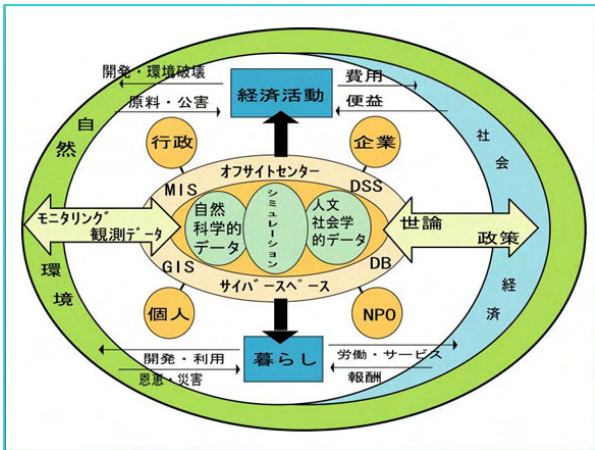 開発・環境破壊
原料・公害
経済活動
費用
便益
自然
社会
行政
企業
オフサイトセンター
MIS
DSS
自然
科学的
データ
シミュレーション
人文
社会学
的データ
モニタリング
観測データ
世論
政策
GIS
DB
サイバースペース
環境
経済
個人
NPO
開発・利用
恩恵・災害
暮らし
労働・サービス
報酬